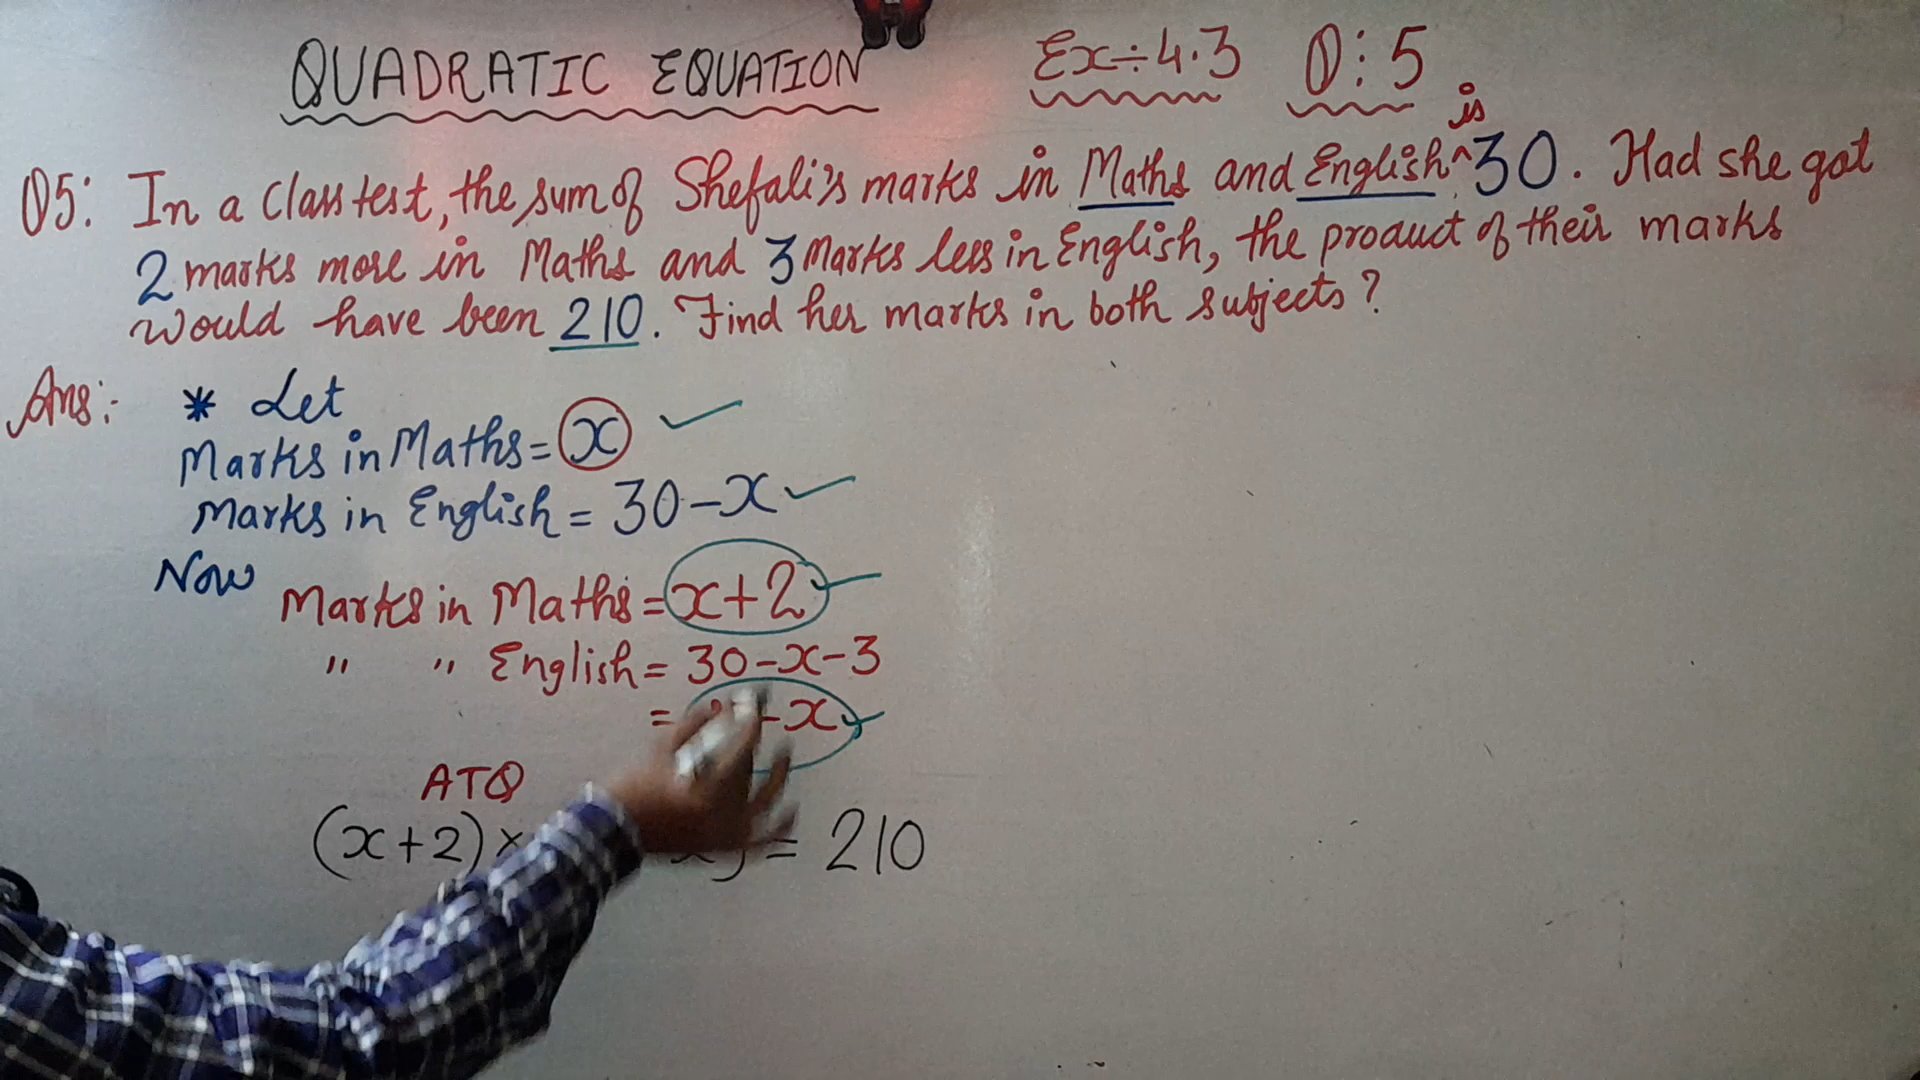 QUADRATIC EQUATION Ex÷4.3 Q:5
Q5: In a Class test, the sum of Shefali's marks in Maths and English ^is 30. Had she got
2 marks more in Maths and 3 Marks less in English, the product of their marks
would have been 210. Find her marks in both subjects?
Ans:- * Let
Marks in Maths = x
Marks in English = 30-x
Now Marks in Maths = x+2
" " English = 30-x-3
= -x
ATQ
(x+2)× x) = 210